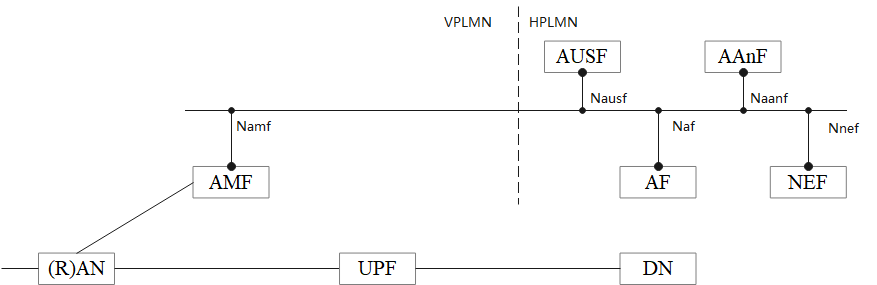 VPLMN HPLMN
AUSF AAnF
Nausf Naanf
Namf Naf Nnef
AMF AF NEF
(R)AN UPF DN